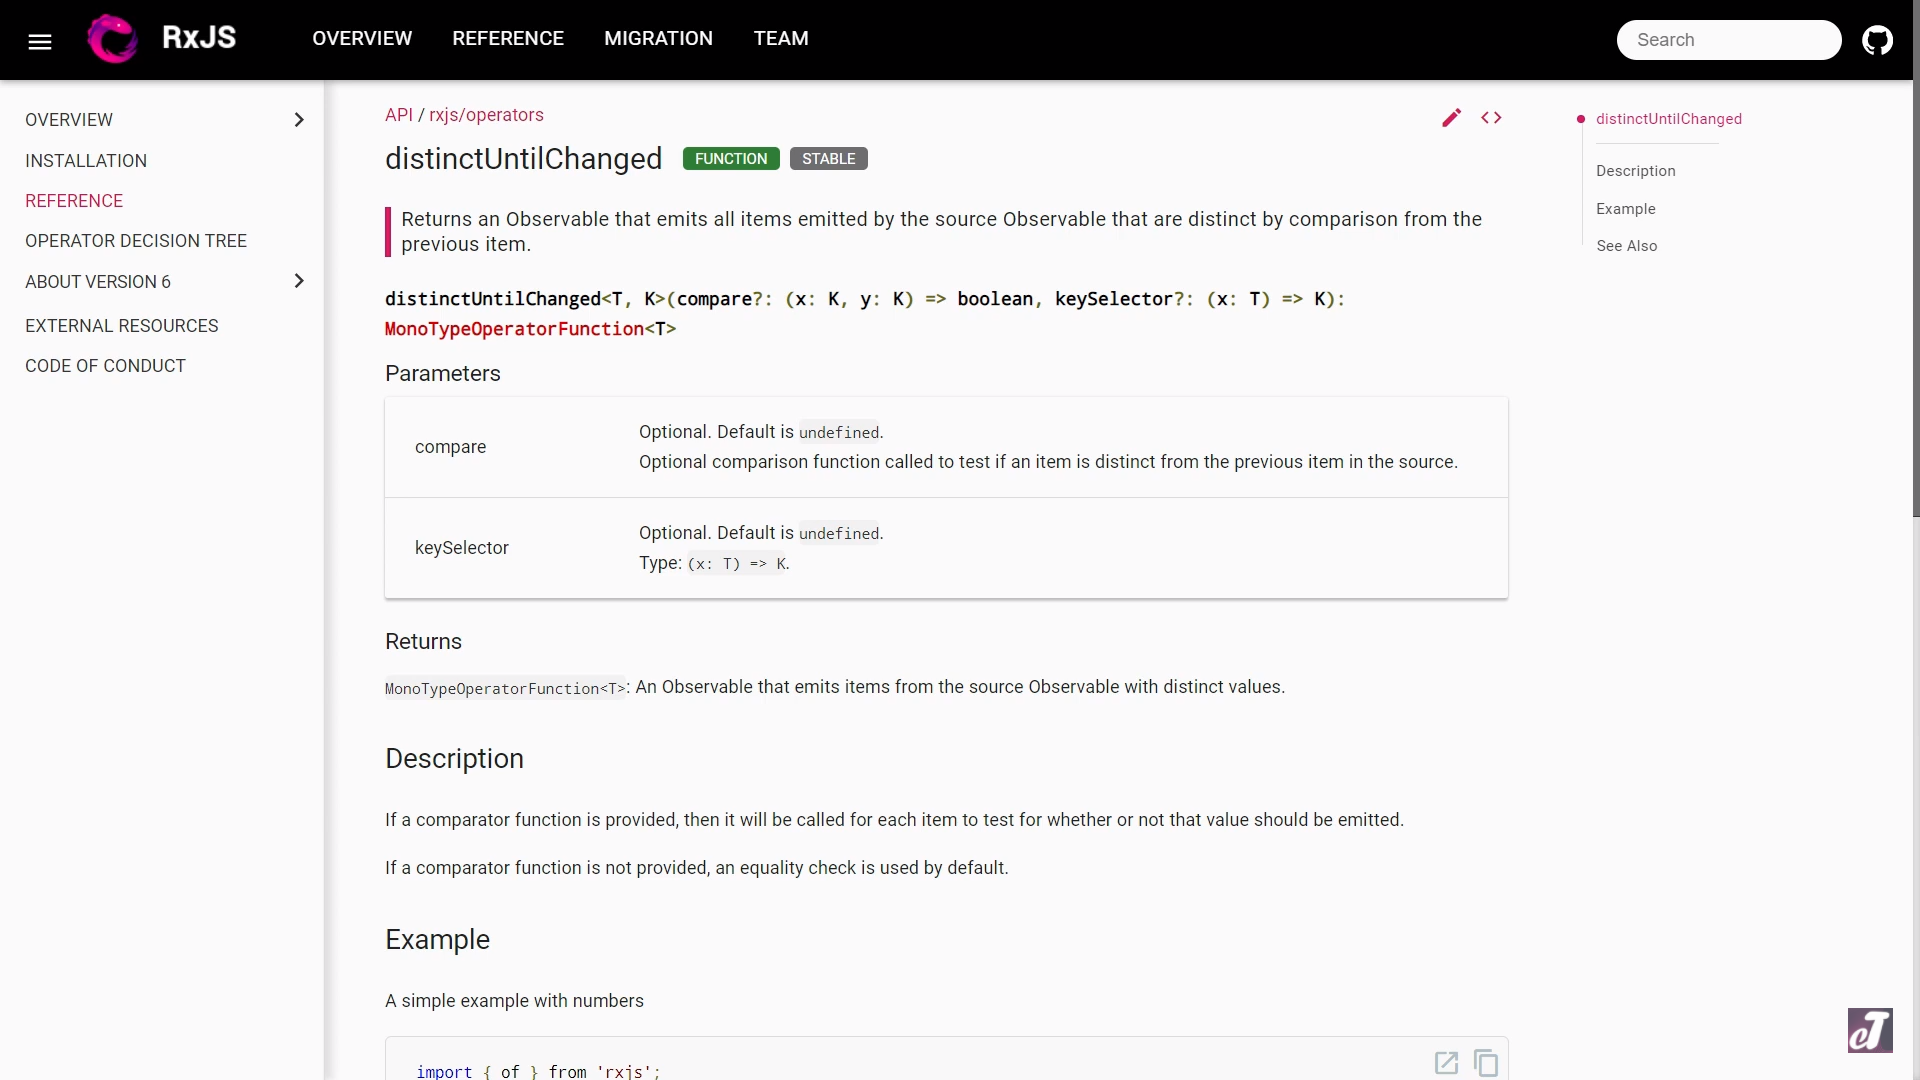 RxJS
OVERVIEW
REFERENCE
MIGRATION
TEAM
Search
OVERVIEW
INSTALLATION
REFERENCE
OPERATOR DECISION TREE
ABOUT VERSION 6
EXTERNAL RESOURCES
CODE OF CONDUCT
API / rxjs/operators
distinctUntilChanged FUNCTION STABLE
Returns an Observable that emits all items emitted by the source Observable that are distinct by comparison from the
previous item.
distinctUntilChanged<T, K>(compare?: (x: K, y: K) => boolean, keySelector?: (x: T) => K):
MonoTypeOperatorFunction<T>
Parameters
compare
Optional. Default is undefined.
Optional comparison function called to test if an item is distinct from the previous item in the source.
keySelector
Optional. Default is undefined.
Type: (x: T) => K.
Returns
MonoTypeOperatorFunction<T>: An Observable that emits items from the source Observable with distinct values.
Description
If a comparator function is provided, then it will be called for each item to test for whether or not that value should be emitted.
If a comparator function is not provided, an equality check is used by default.
Example
A simple example with numbers
import { of } from 'rxjs';
distinctUntilChanged
Description
Example
See Also
cT